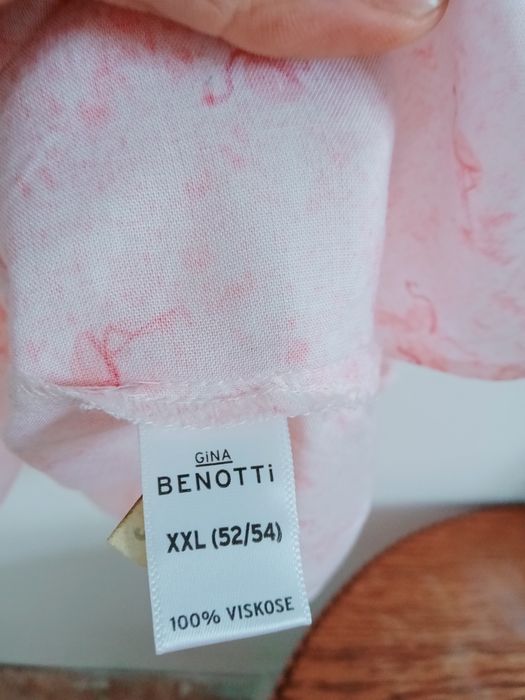 GiNA
BENOTTi
XXL (52/54)
100% VISKOSE